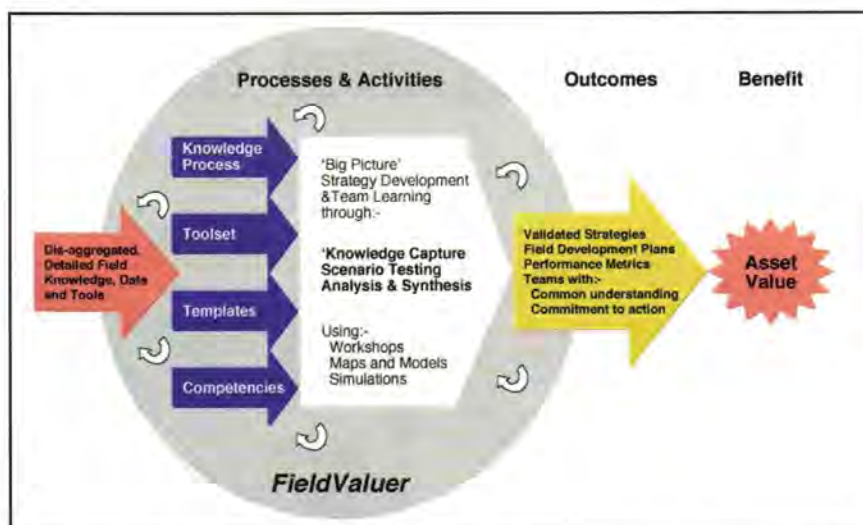 Processes & Activities
Outcomes
Benefit
Knowledge
Process
Toolset
Templates
Competencies
Dis-aggregated,
Detailed Field
Knowledge, Data
and Tools
'Big Picture'
Strategy Development
&Team Learning
through:-
'Knowledge Capture
Scenario Testing
Analysis & Synthesis
Using:-
Workshops
Maps and Models
Simulations
Validated Strategies
Field Development Plans
Performance Metrics
Teams with:-
Common understanding
Commitment to action
Asset
Value
FieldValuer